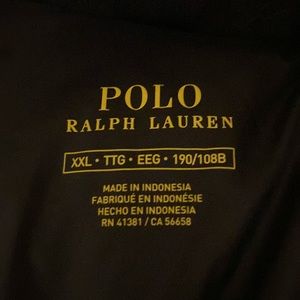 POLO
RALPH LAUREN
XXL • TTG • EEG • 190/108B
MADE IN INDONESIA
FABRIQUÉ EN INDONÉSIE
HECHO EN INDONESIA
RN 41381 / CA 56658